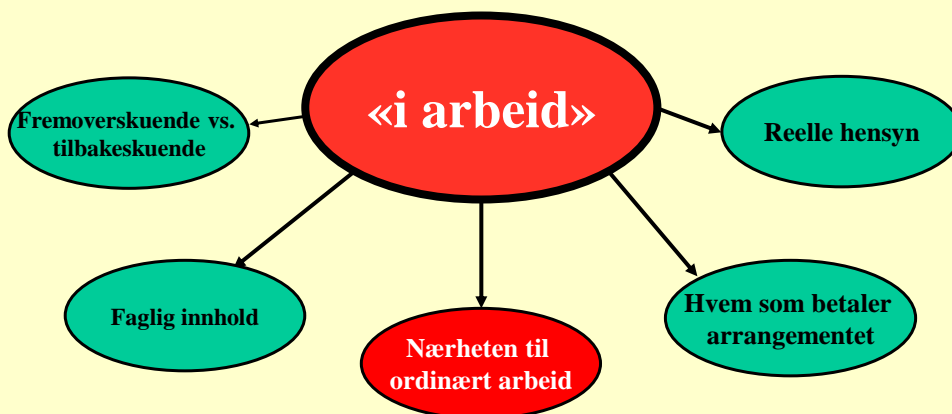 «i arbeid»
Fremoverskuende vs.
tilbakeskuende
Reelle hensyn
Faglig innhold
Nærheten til
ordinært arbeid
Hvem som betaler
arrangementet